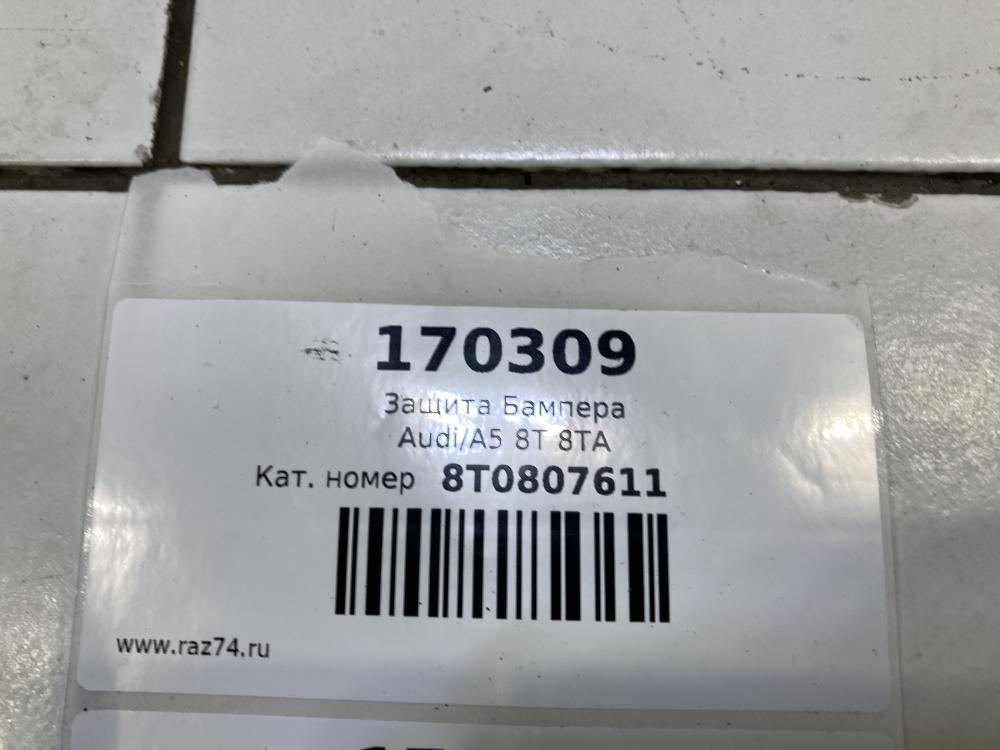 170309
Защита Бампера
Audi/A5 8T 8TA
Кат. номер 8T0807611
www.raz74.ru